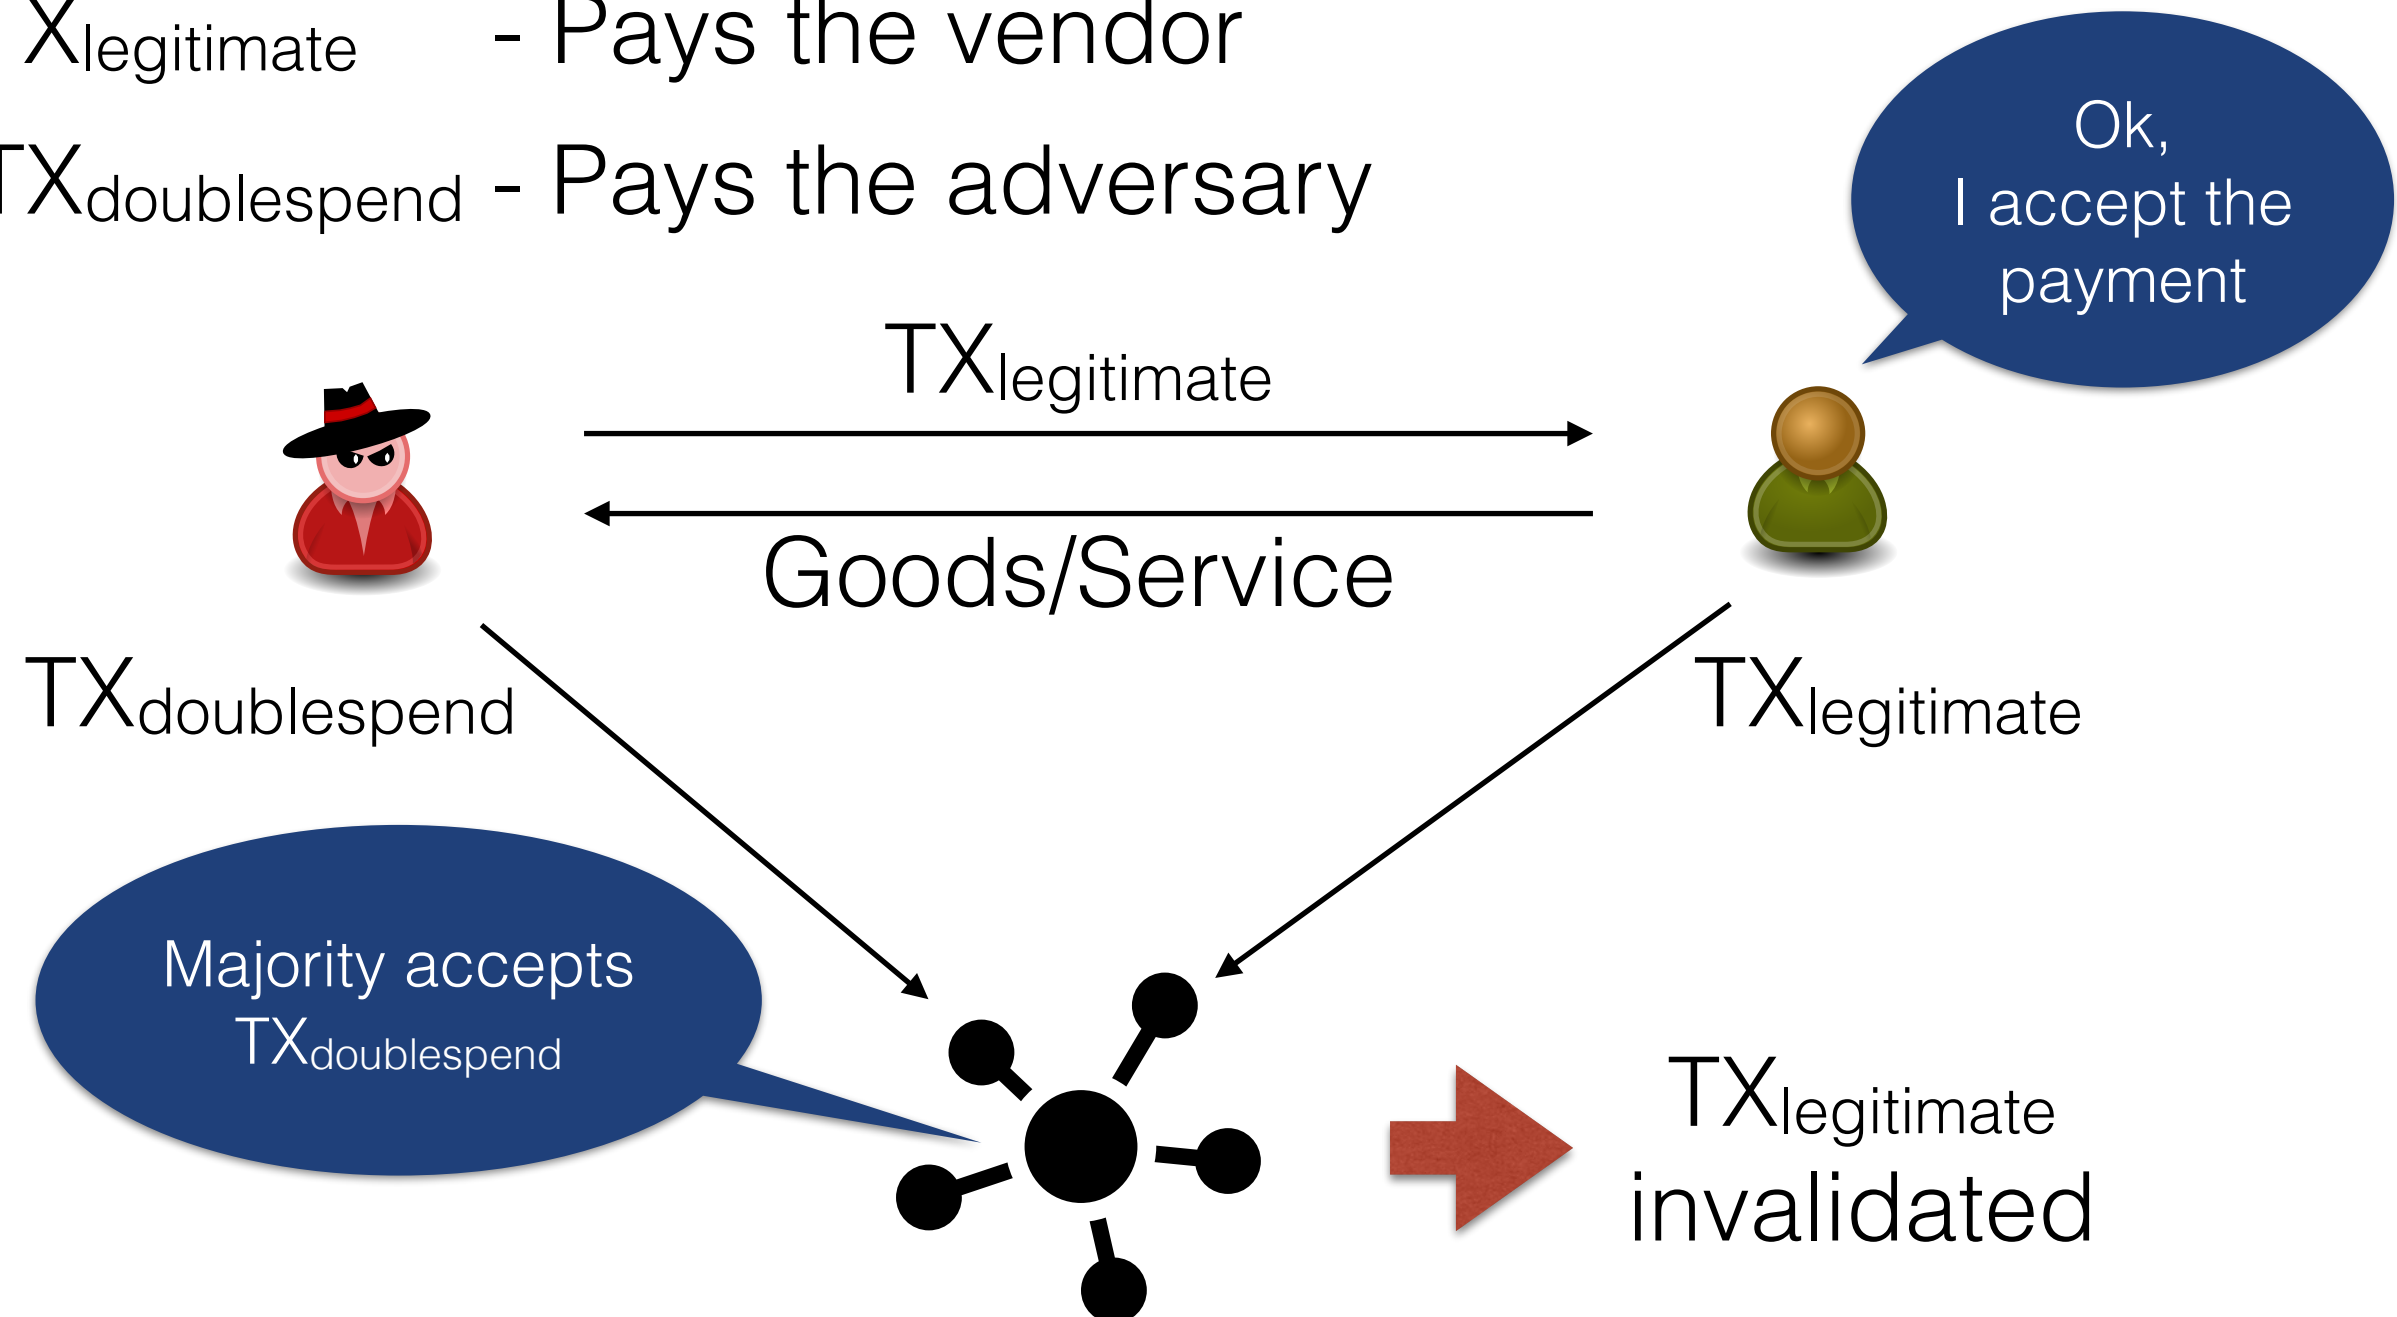 Xlegitimate - Pays the vendor
TXdoublespend - Pays the adversary
Ok,
I accept the
payment
TXlegitimate
Goods/Service
TXdoublespend
TXlegitimate
Majority accepts
TXdoublespend
TXlegitimate
invalidated